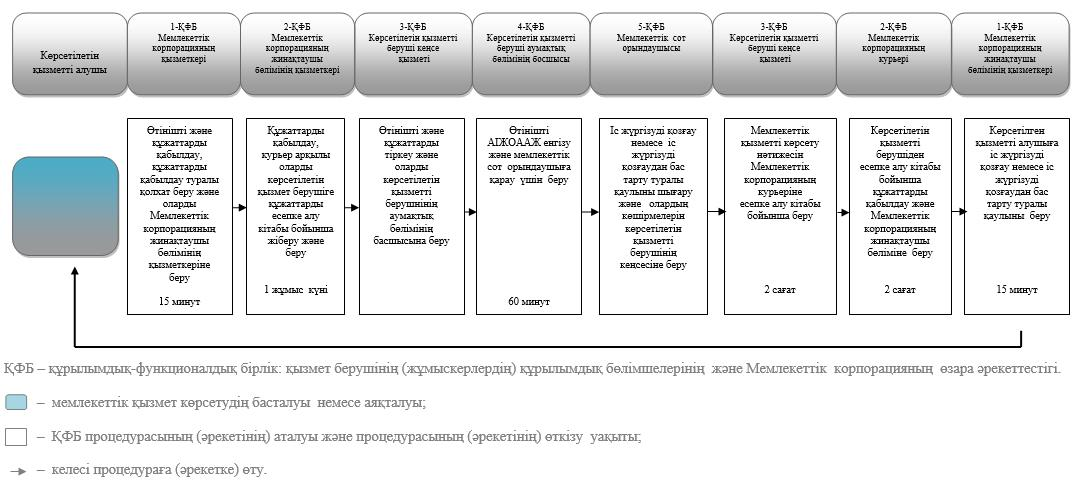 Көрсетілетін
қызметті алушы
1-ҚФБ
Мемлекеттік
корпорацияның
қызметкері
2-ҚФБ
Мемлекеттік
корпорацияның
жинақтаушы
бөлімінің қызметкері
3-ҚФБ
Көрсетілетін қызметті
беруші кеңсе
қызметі
4-ҚФБ
Көрсетілетін қызметті
беруші аумақтық
бөлімінің босшысы
5-ҚФБ
Мемлекеттік сот
орындаушысы
3-ҚФБ
Көрсетілетін қызметті
беруші кеңсе
қызметі
2-ҚФБ
Мемлекеттік
корпорацияның
курьері
1-ҚФБ
Мемлекеттік
корпорацияның
жинақтаушы
бөлімінің қызметкері
Өтінішті және
құжаттарды
қабылдау,
құжаттарды
қабылдау туралы
қолхат беру және
оларды
Мемлекеттік
корпорацияның
жинақтаушы
бөлімінің
қызметкеріне
беру
15 минут
Құжаттарды
қабылдау,
курьер арқылы
оларды
көрсетілетін
қызмет берушіге
құжаттарды
есепке алу
кітабы бойынша
жіберу және
беру
1 жұмыс күні
Өтінішті және
құжаттарды
тіркеу және
оларды
көрсетілетін
қызметті
берушінің
аумақтық
бөлімінің
басшысына беру
Өтінішті
АІЖОААЖ енгізу
және мемлекеттік
сот орындаушыға
қарау үшін беру
60 минут
Іс жүргізуді қозғау
немесе іс
жүргізуді
қозғаудан бас
тарту туралы
қаулыны шығару
және олардың
көшірмелерін
көрсетілетін
қызметті
берушінің
кеңсесіне беру
Мемлекеттік
қызметті көрсету
нәтижесін
Мемлекеттік
корпорацияның
курьеріне
есепке алу кітабы
бойынша беру
2 сағат
Көрсетілетін
қызметті
берушіден
есепке алу кітабы
бойынша
құжаттарды
қабылдау және
Мемлекеттік
корпорацияның
жинақтаушы
бөліміне беру
2 сағат
Көрсетілген
қызметті алушыға
іс жүргізуді
қозғау немесе іс
жүргізуді
қозғаудан бас
тарту туралы
қаулыны беру
15 минут
ҚФБ – құрылымдық-функционалдық бірлік: қызмет берушінің (жұмыскерлердің) құрылымдық бөлімшелерінің және Мемлекеттік корпорацияның өзара әрекеттестігі.
– мемлекеттік қызмет көрсетудің басталуы немесе аяқталуы;
– ҚФБ процедурасының (әрекетінің) аталуы және процедурасының (әрекетінің) өткізу уақыты;
– келесі процедураға (әрекетке) өту.